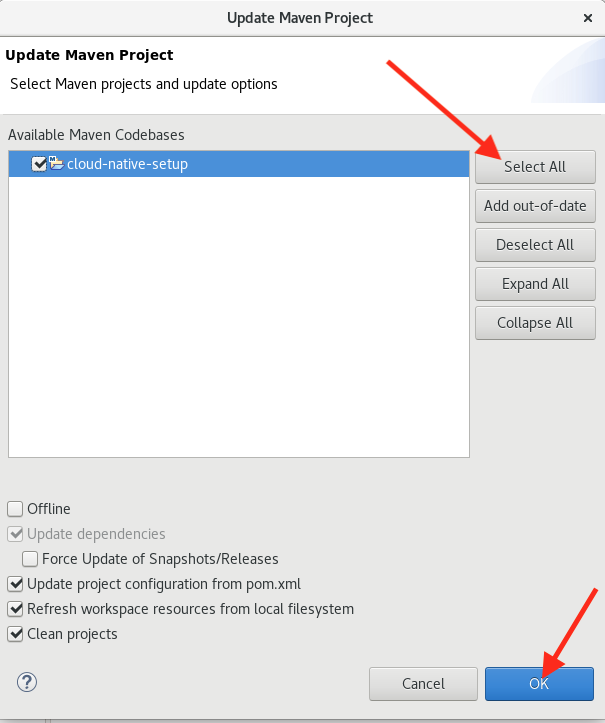 Update Maven Project
Update Maven Project
Select Maven projects and update options
Available Maven Codebases
cloud-native-setup
Select All
Add out-of-date
Deselect All
Expand All
Collapse All
Offline
Update dependencies
Force Update of Snapshots/Releases
Update project configuration from pom.xml
Refresh workspace resources from local filesystem
Clean projects
?
Cancel
OK